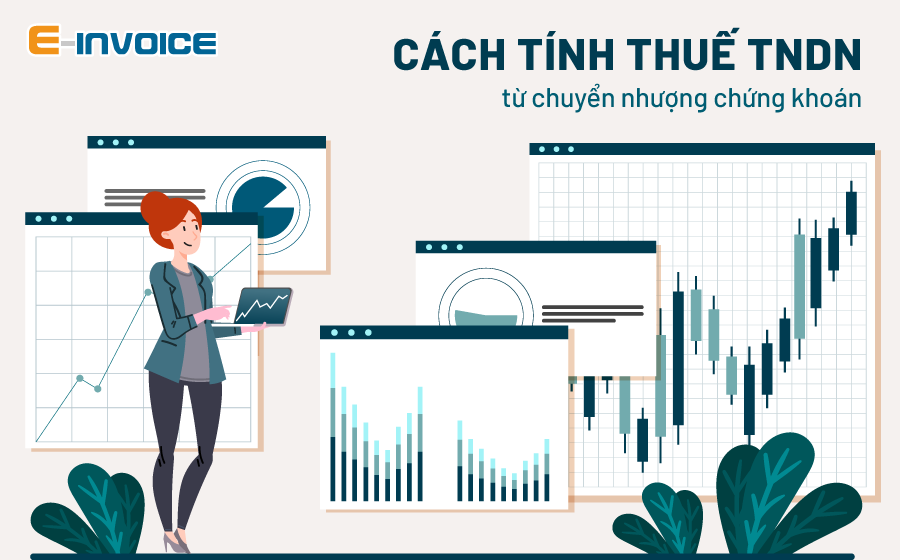 E-INVOICE
CÁCH TÍNH THUẾ TNDN
từ chuyển nhượng chứng khoán